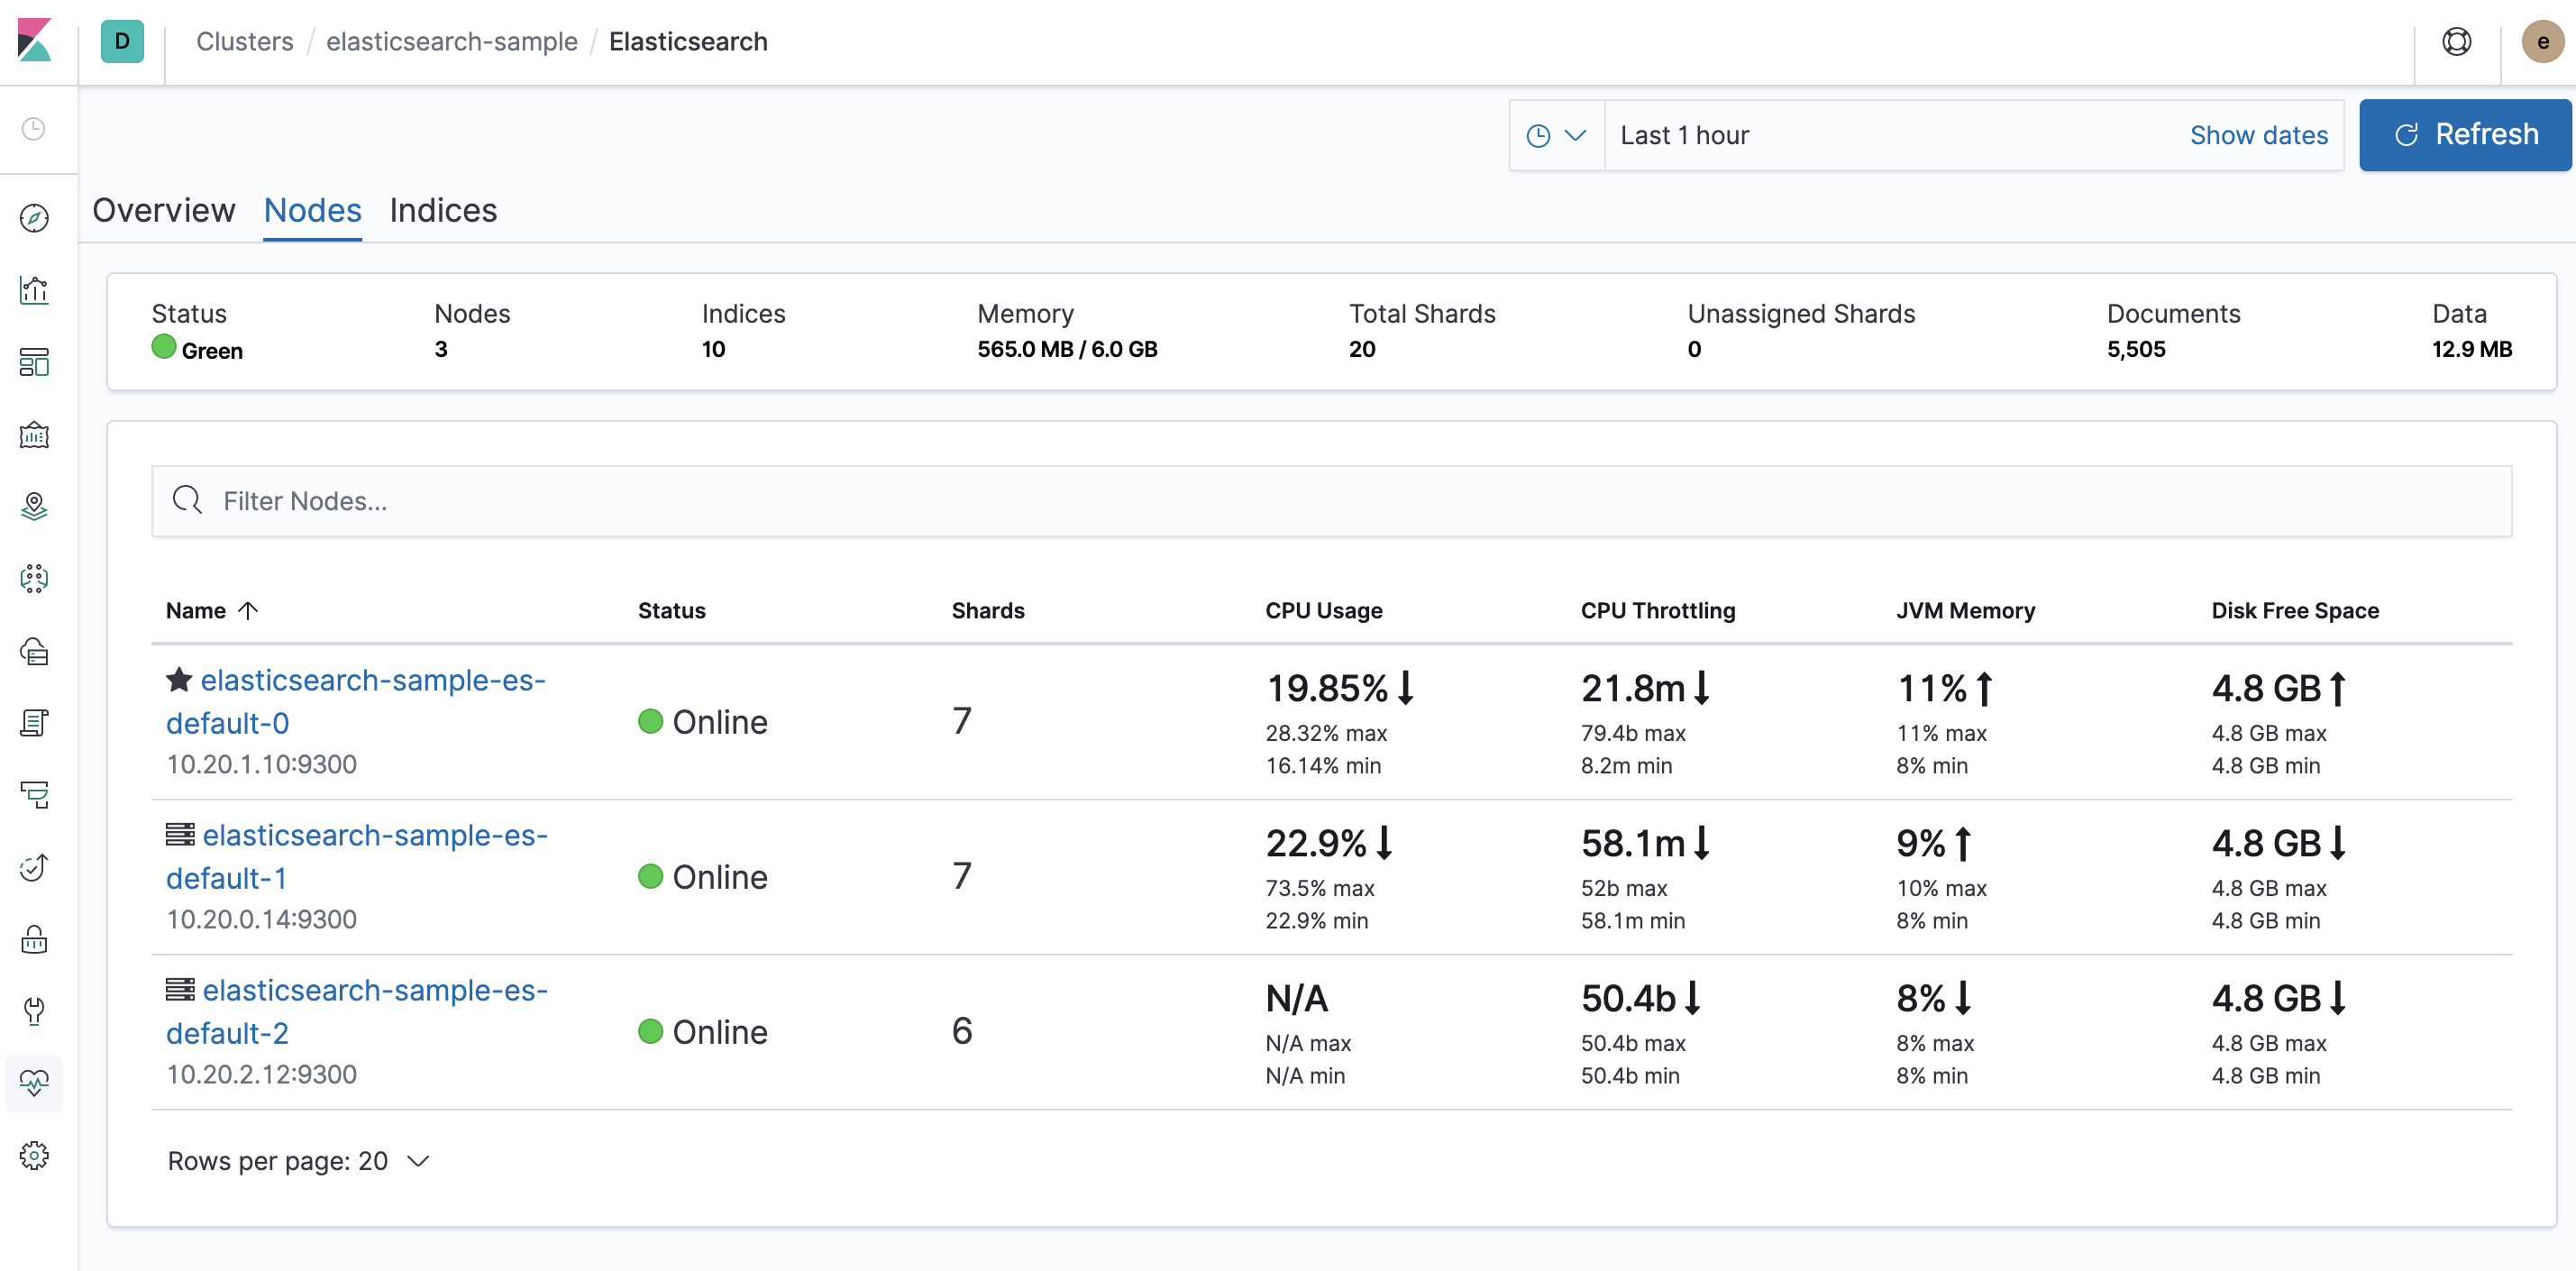 D
Clusters / elasticsearch-sample / Elasticsearch
e
Last 1 hour
Show dates
Refresh
Overview
Nodes
Indices
Status
Green
Nodes
3
Indices
10
Memory
565.0 MB / 6.0 GB
Total Shards
20
Unassigned Shards
0
Documents
5,505
Data
12.9 MB
Filter Nodes...
Name
Status
Shards
CPU Usage
CPU Throttling
JVM Memory
Disk Free Space
elasticsearch-sample-es-
default-0
10.20.1.10:9300
Online
7
19.85%
28.32% max
16.14% min
21.8m
79.4b max
8.2m min
11%
11% max
8% min
4.8 GB
4.8 GB max
4.8 GB min
elasticsearch-sample-es-
default-1
10.20.0.14:9300
Online
7
22.9%
73.5% max
22.9% min
58.1m
52b max
58.1m min
9%
10% max
8% min
4.8 GB
4.8 GB max
4.8 GB min
elasticsearch-sample-es-
default-2
10.20.2.12:9300
Online
6
N/A
N/A max
N/A min
50.4b
50.4b max
50.4b min
8%
8% max
8% min
4.8 GB
4.8 GB max
4.8 GB min
Rows per page: 20